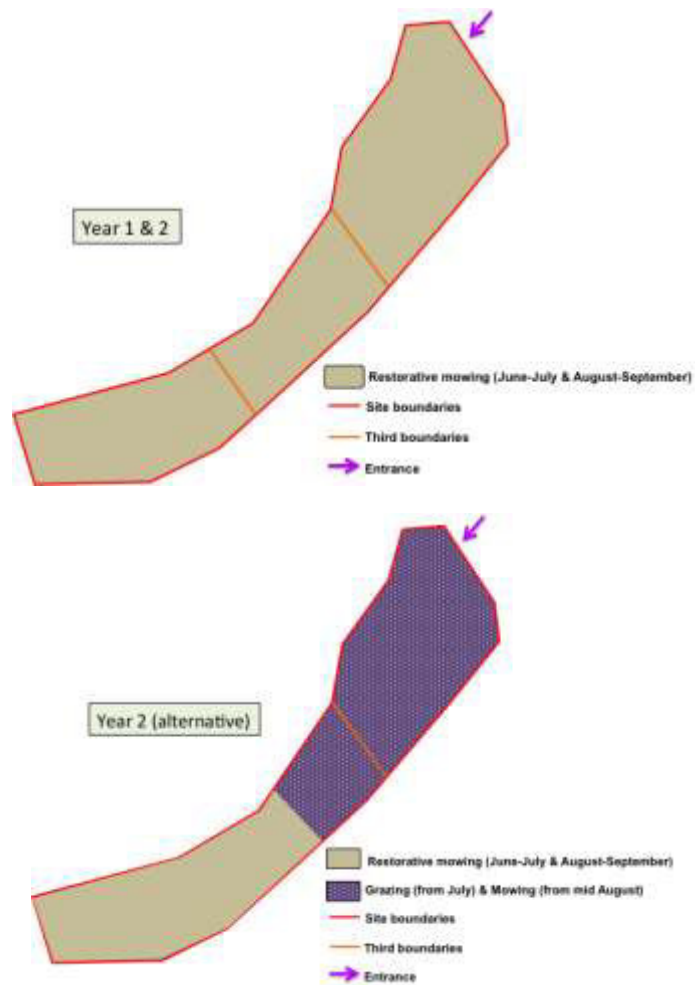 Year 1 & 2
Restorative mowing (June-July & August-September)
Site boundaries
Third boundaries
Entrance
Year 2 (alternative)
Restorative mowing (June-July & August-September)
Grazing (from July) & Mowing (from mid August)
Site boundaries
Third boundaries
Entrance